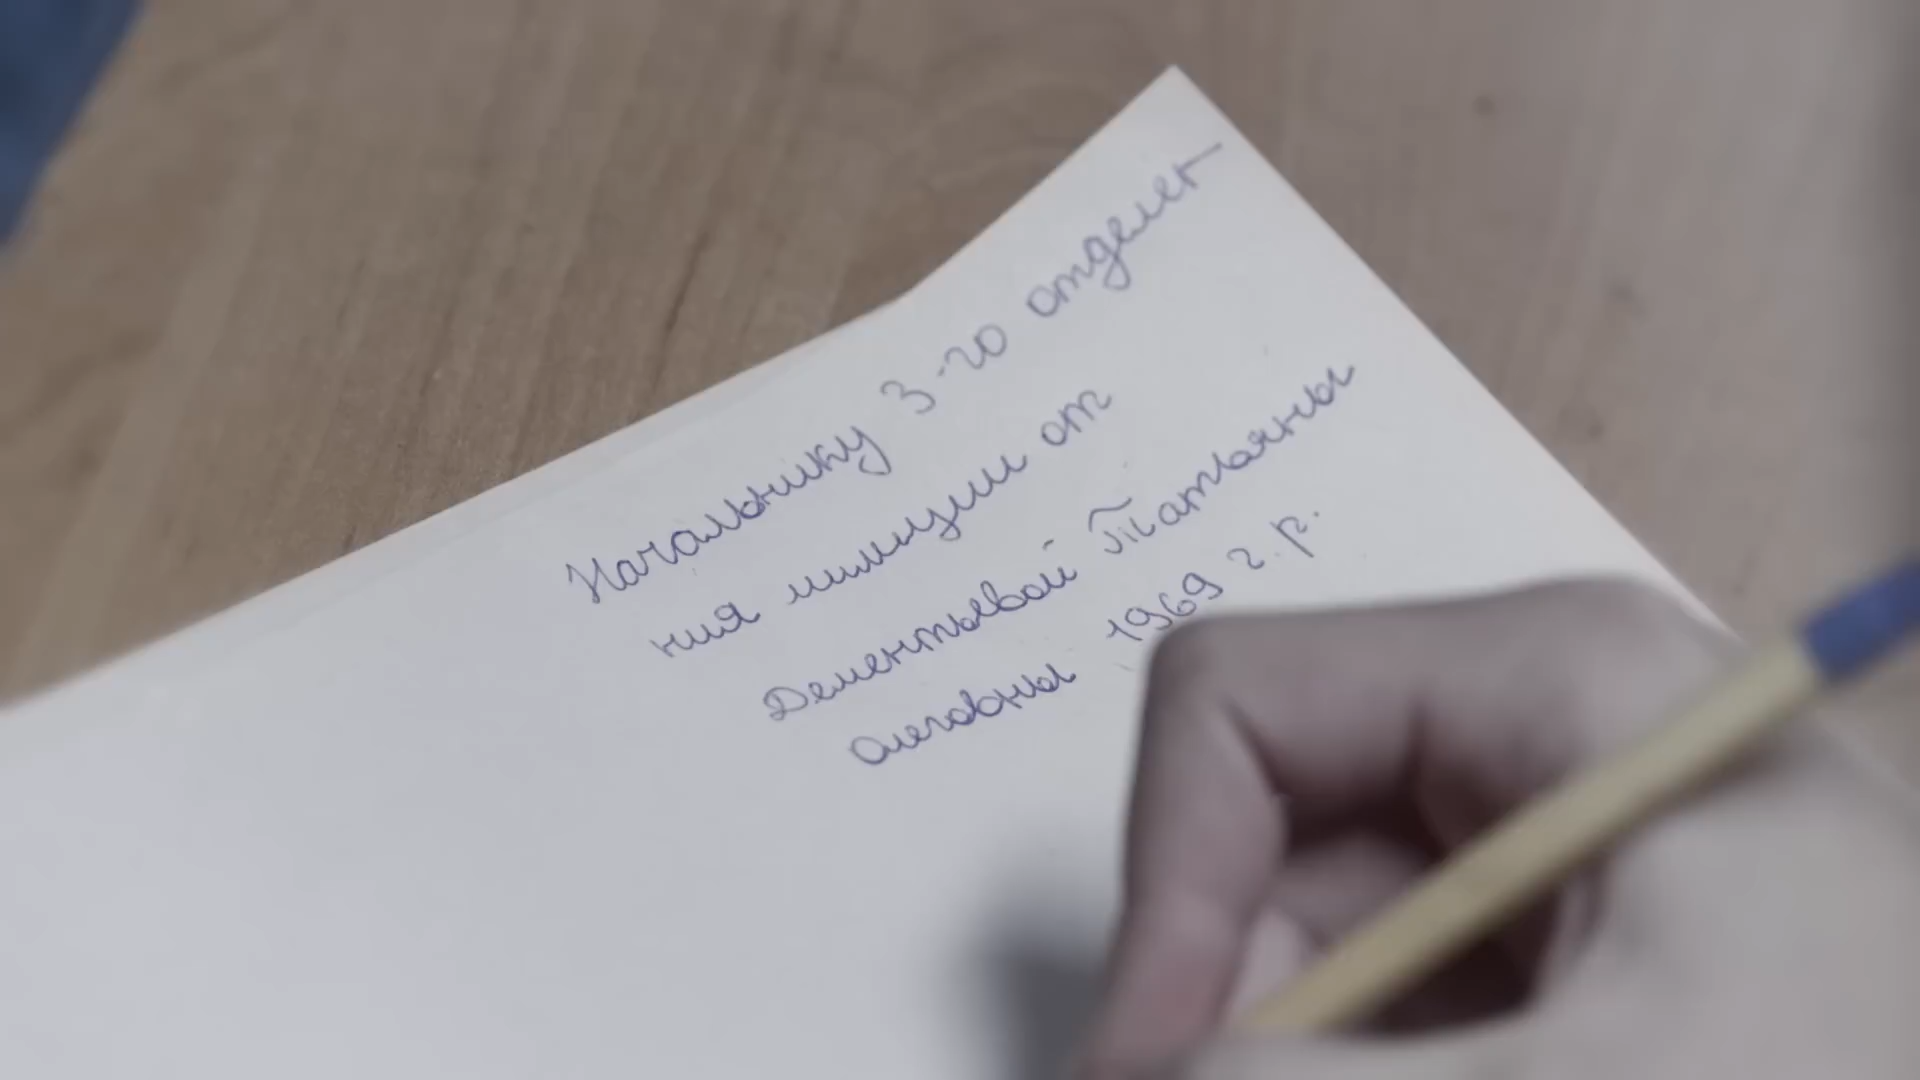 Начальнику 3-го отделе-
ния милиции от
Дементьевой Татьяны
Олеговны 1969 г.р.